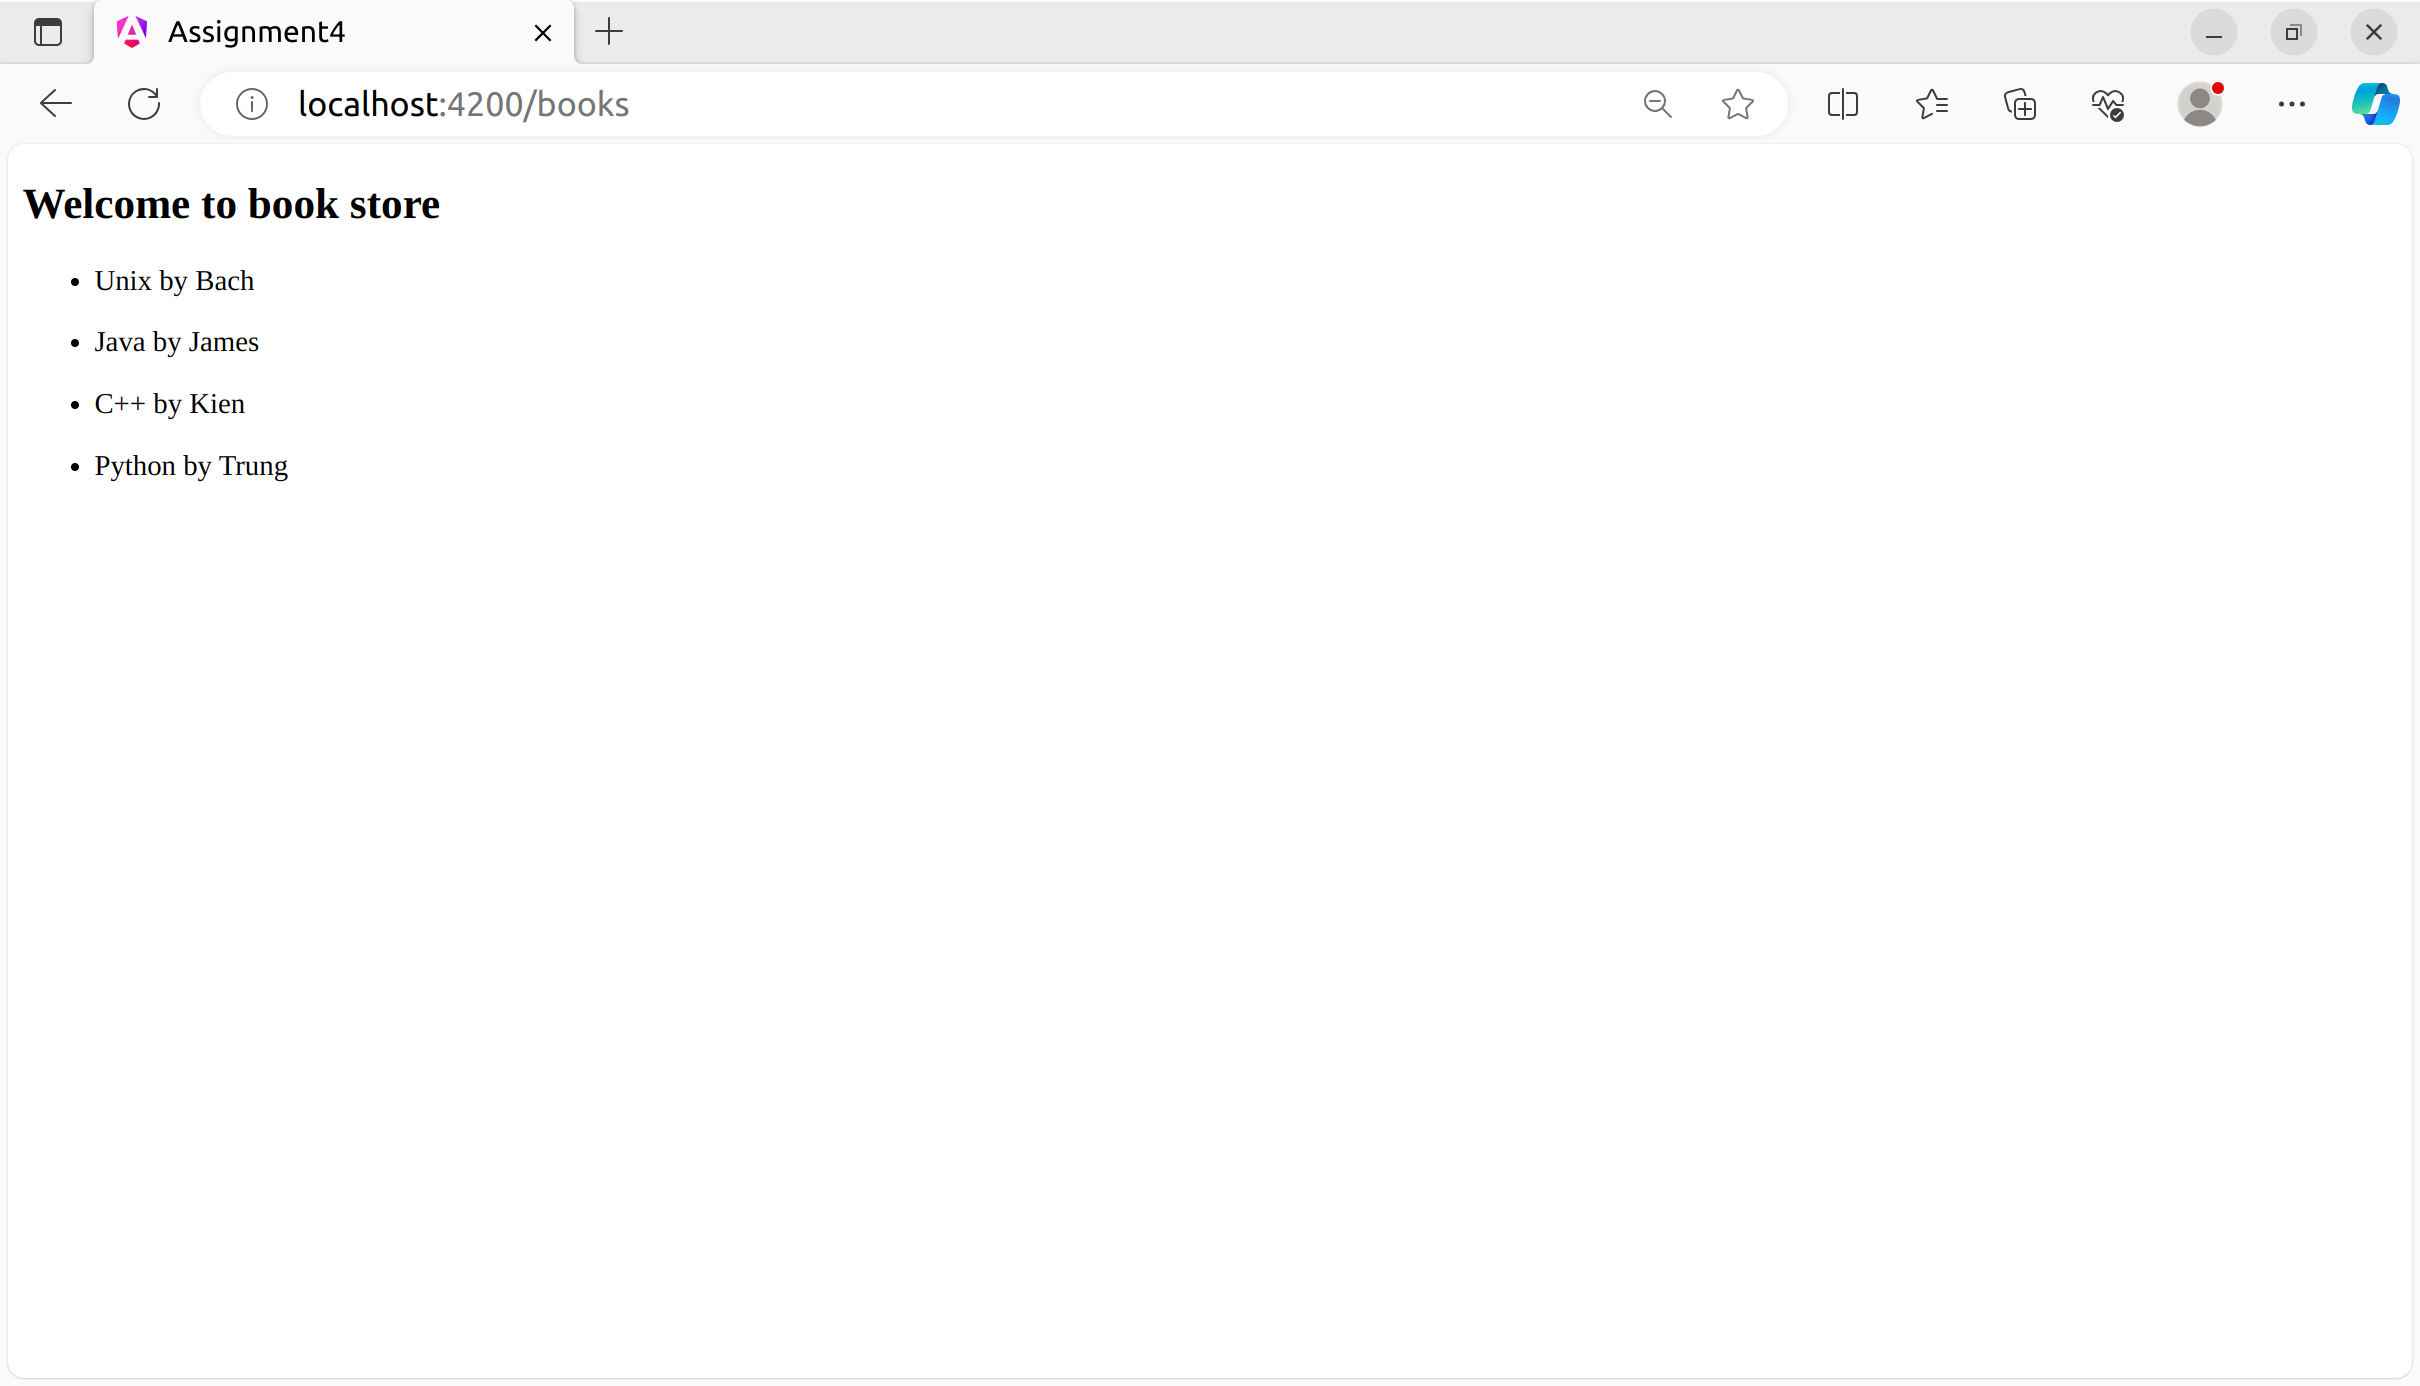 Assignment4
localhost:4200/books
Welcome to book store
Unix by Bach
Java by James
C++ by Kien
Python by Trung